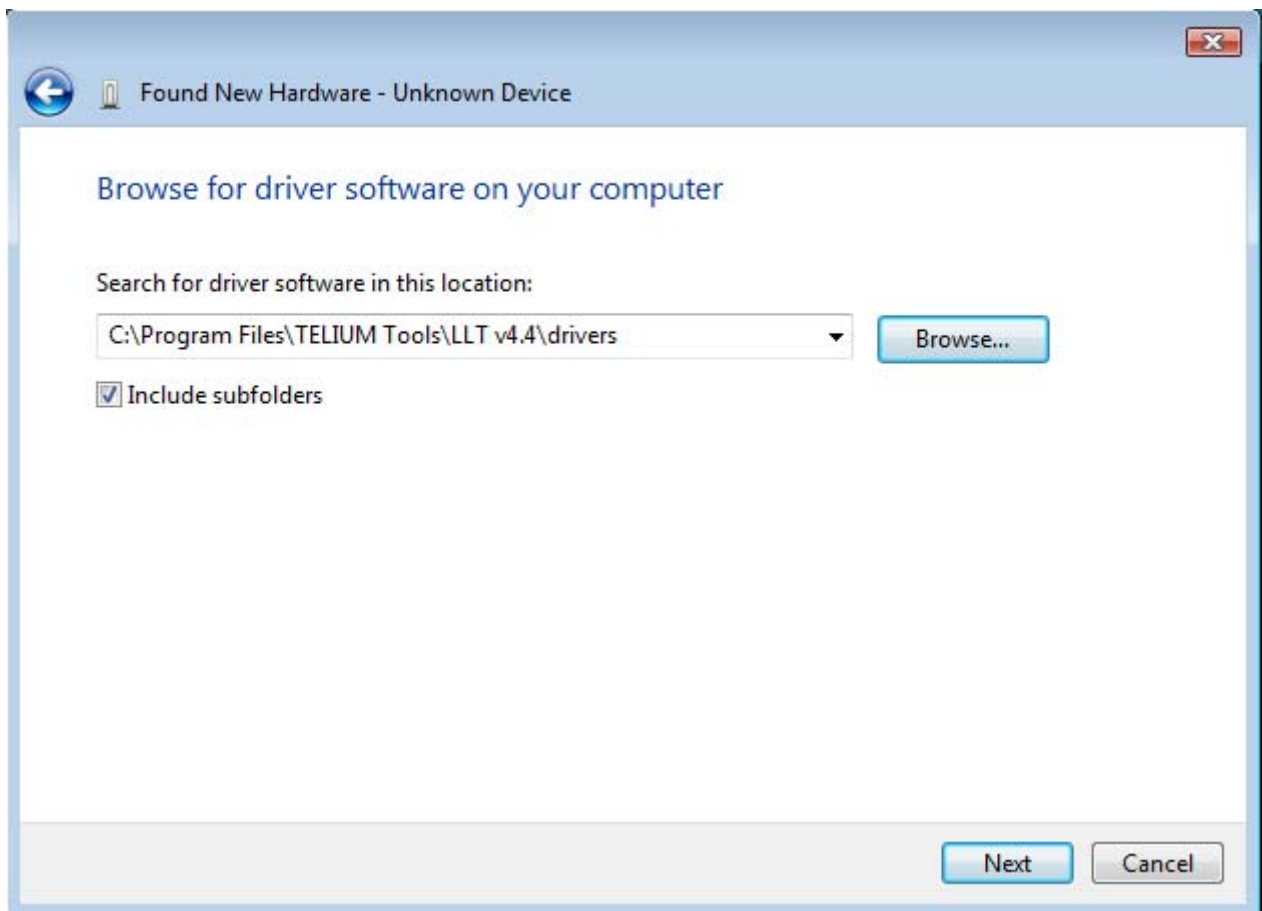 Found New Hardware - Unknown Device
Browse for driver software on your computer
Search for driver software in this location:
C:\Program Files\TELIUM Tools\LLT v4.4\drivers
Browse...
Include subfolders
Next
Cancel